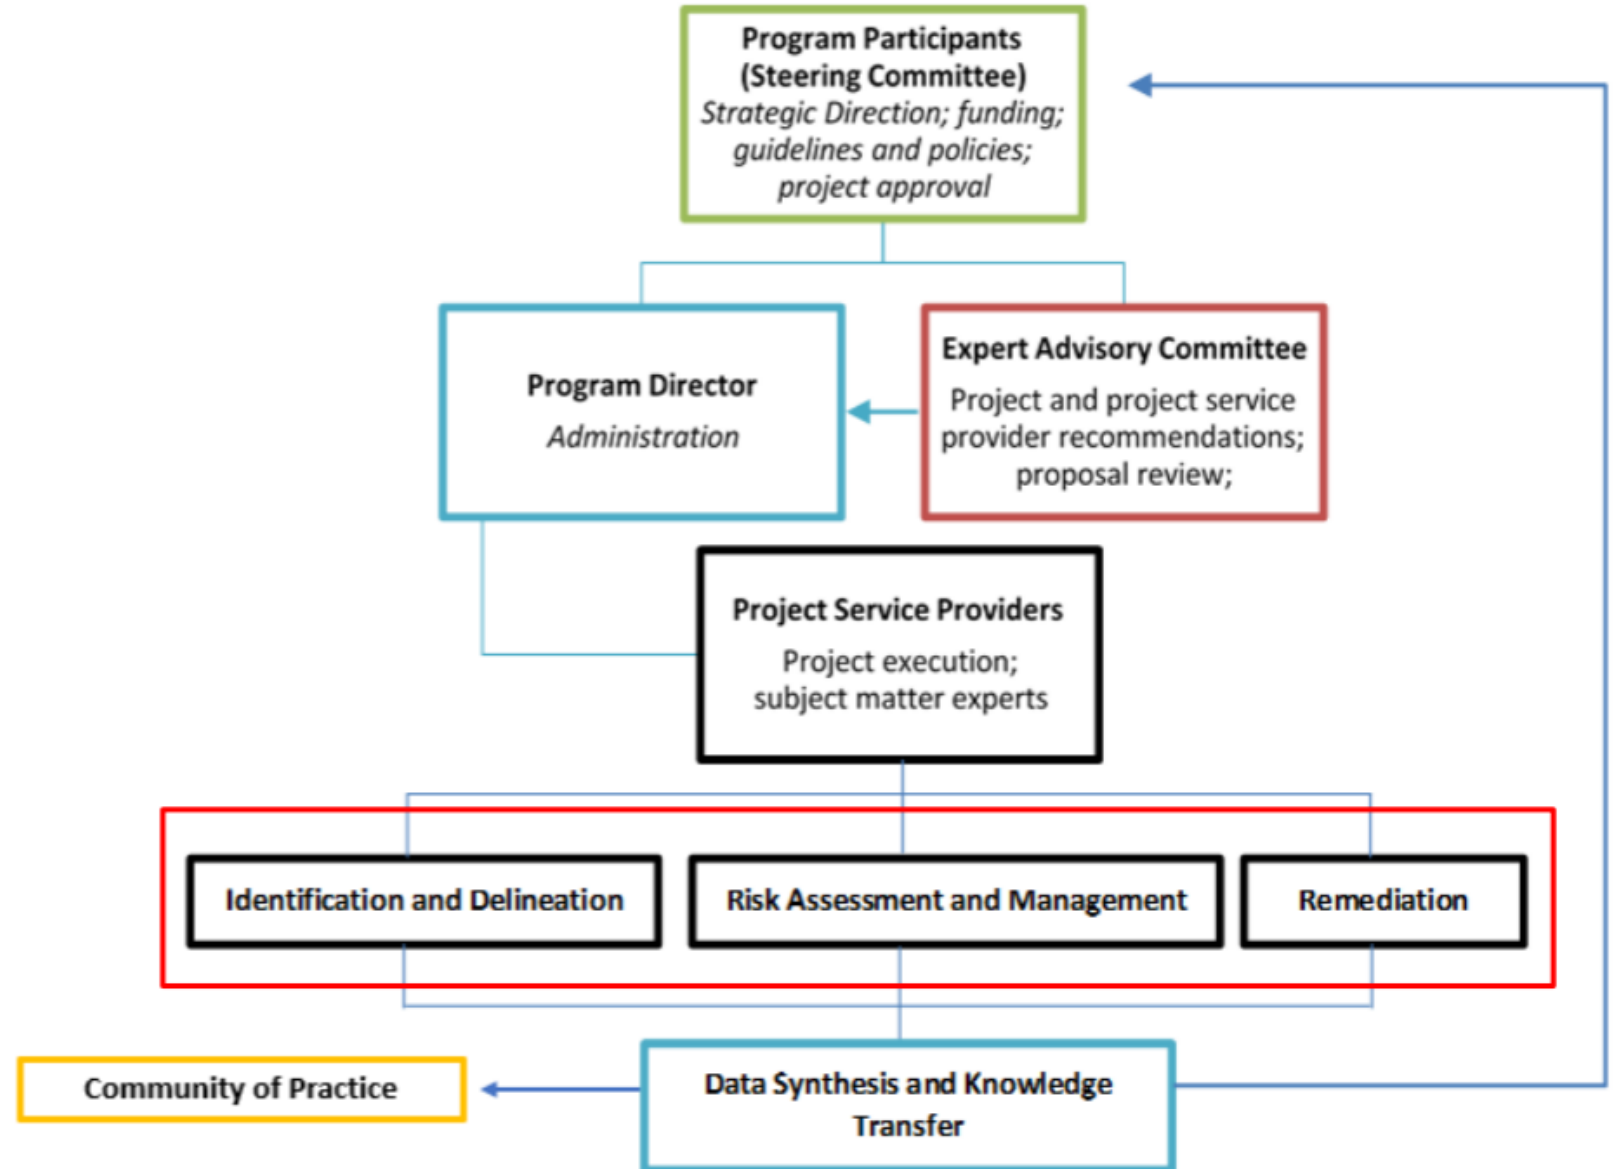 Program Participants
(Steering Committee)
Strategic Direction; funding;
guidelines and policies;
project approval
Program Director
Administration
Expert Advisory Committee
Project and project service
provider recommendations;
proposal review;
Project Service Providers
Project execution;
subject matter experts
Identification and Delineation
Risk Assessment and Management
Remediation
Community of Practice
Data Synthesis and Knowledge
Transfer